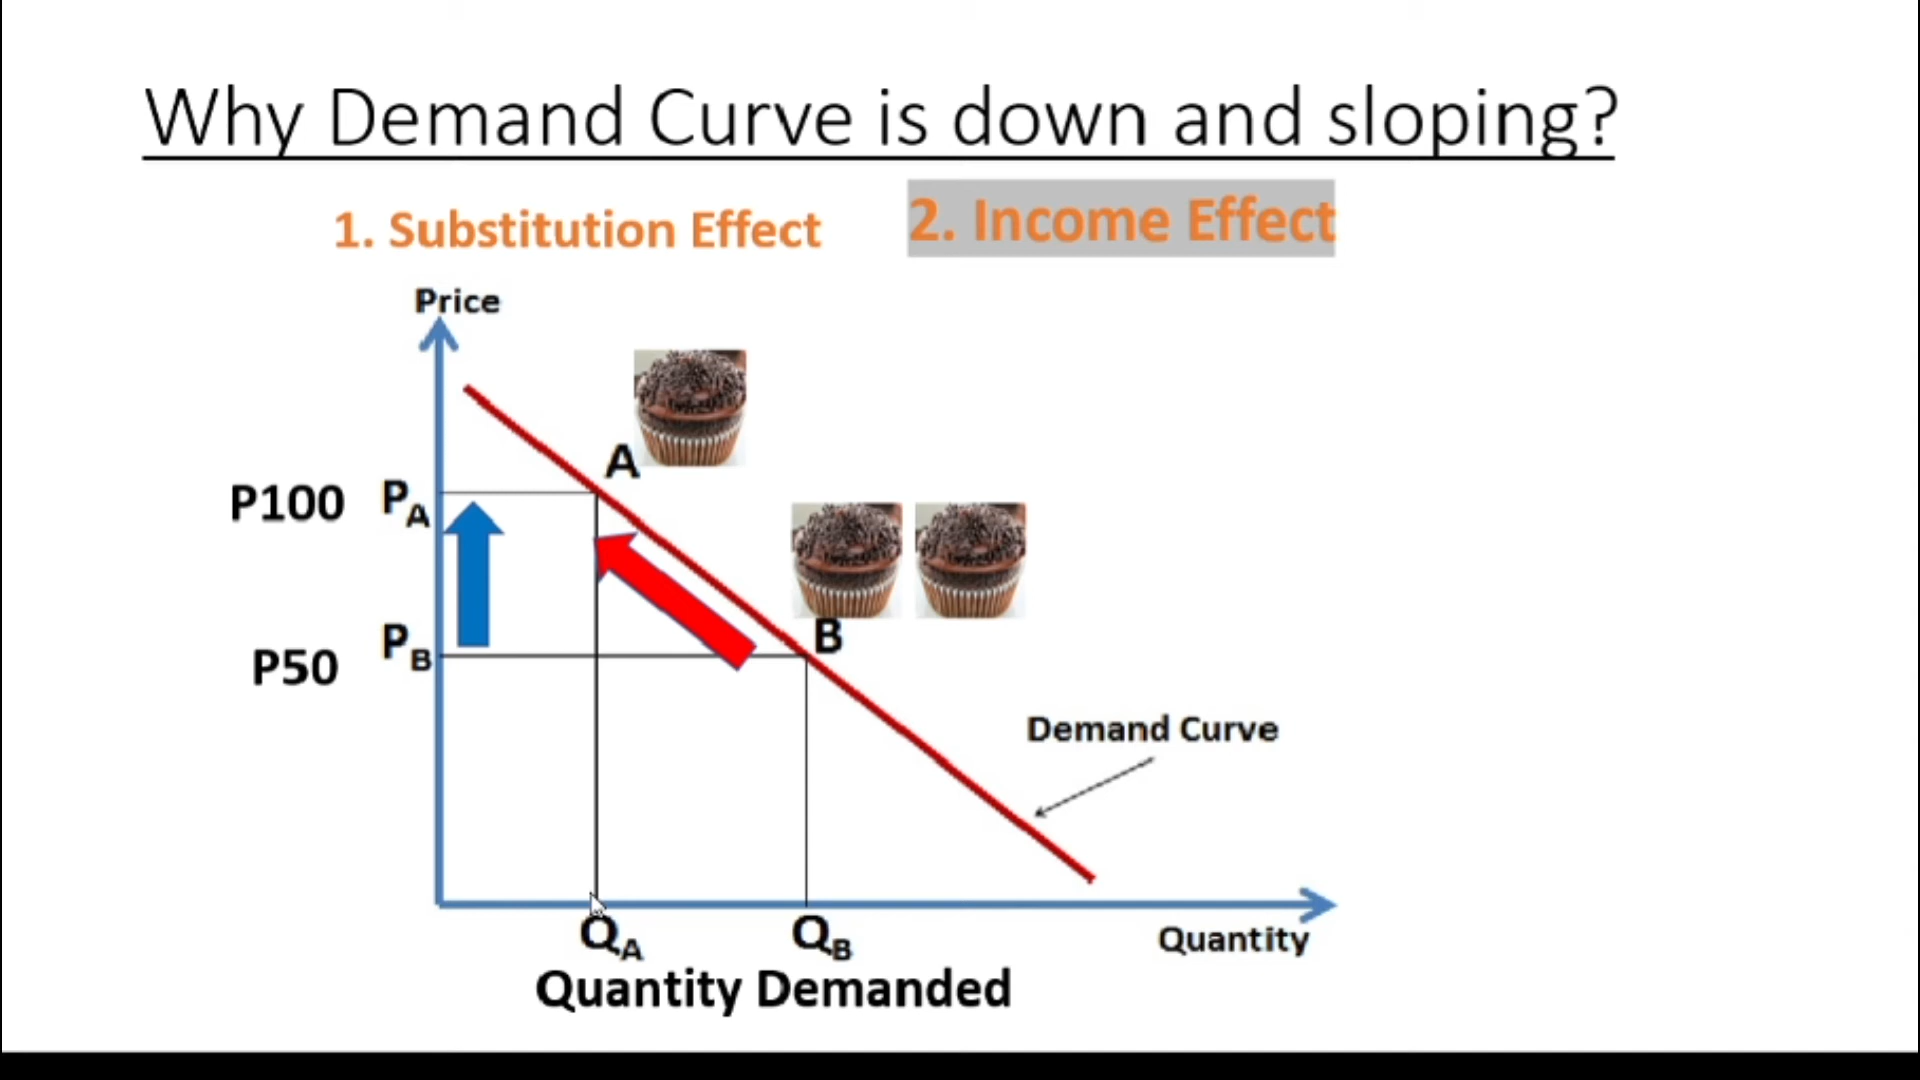 Why Demand Curve is down and sloping?
1. Substitution Effect
2. Income Effect
Price
A
P100
PA
B
P50
PB
Demand Curve
QA
QB
Quantity
Quantity Demanded